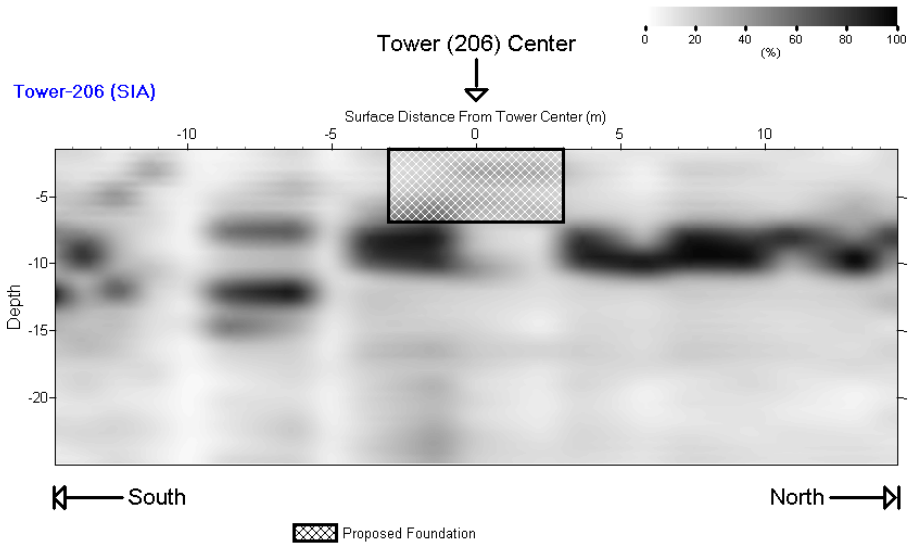 0 20 40 60 80 100
(%)
Tower (206) Center
Tower-206 (SIA)
Surface Distance From Tower Center (m)
-10 -5 0 5 10
-5
-10
-15
-20
Depth
South
North
Proposed Foundation